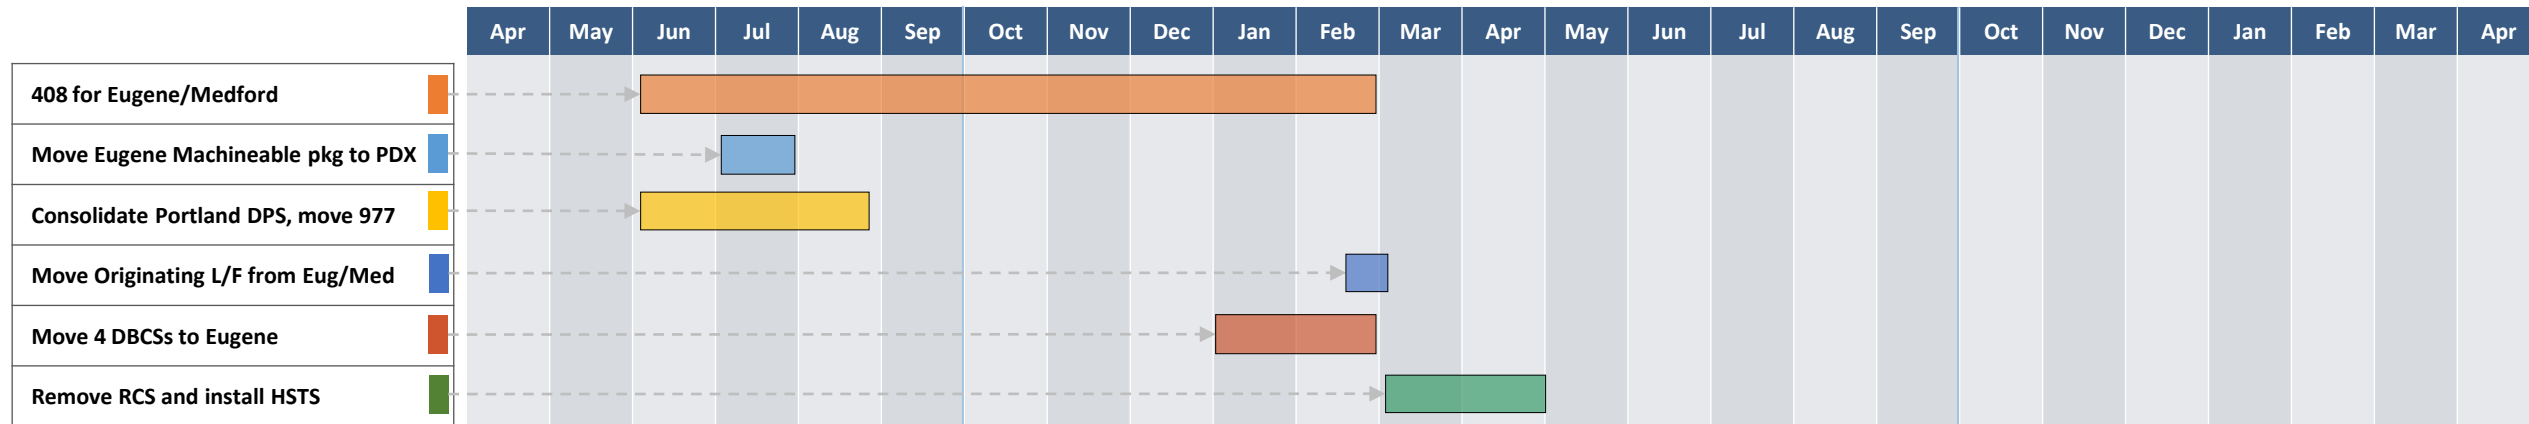 Apr May Jun Jul Aug Sep Oct Nov Dec Jan Feb Mar Apr May Jun Jul Aug Sep Oct Nov Dec Jan Feb Mar Apr
408 for Eugene/Medford
Move Eugene Machineable pkg to PDX
Consolidate Portland DPS, move 977
Move Originating L/F from Eug/Med
Move 4 DBCSs to Eugene
Remove RCS and install HSTS